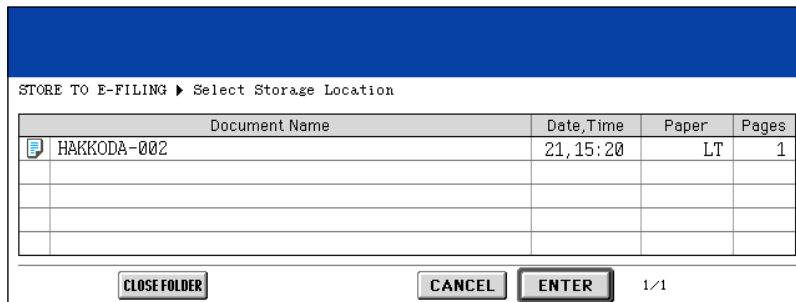 STORE TO E-FILING ▶ Select Storage Location
Document Name Date,Time Paper Pages
HAKKODA-002 21,15:20 LT 1
CLOSE FOLDER CANCEL ENTER 1/1